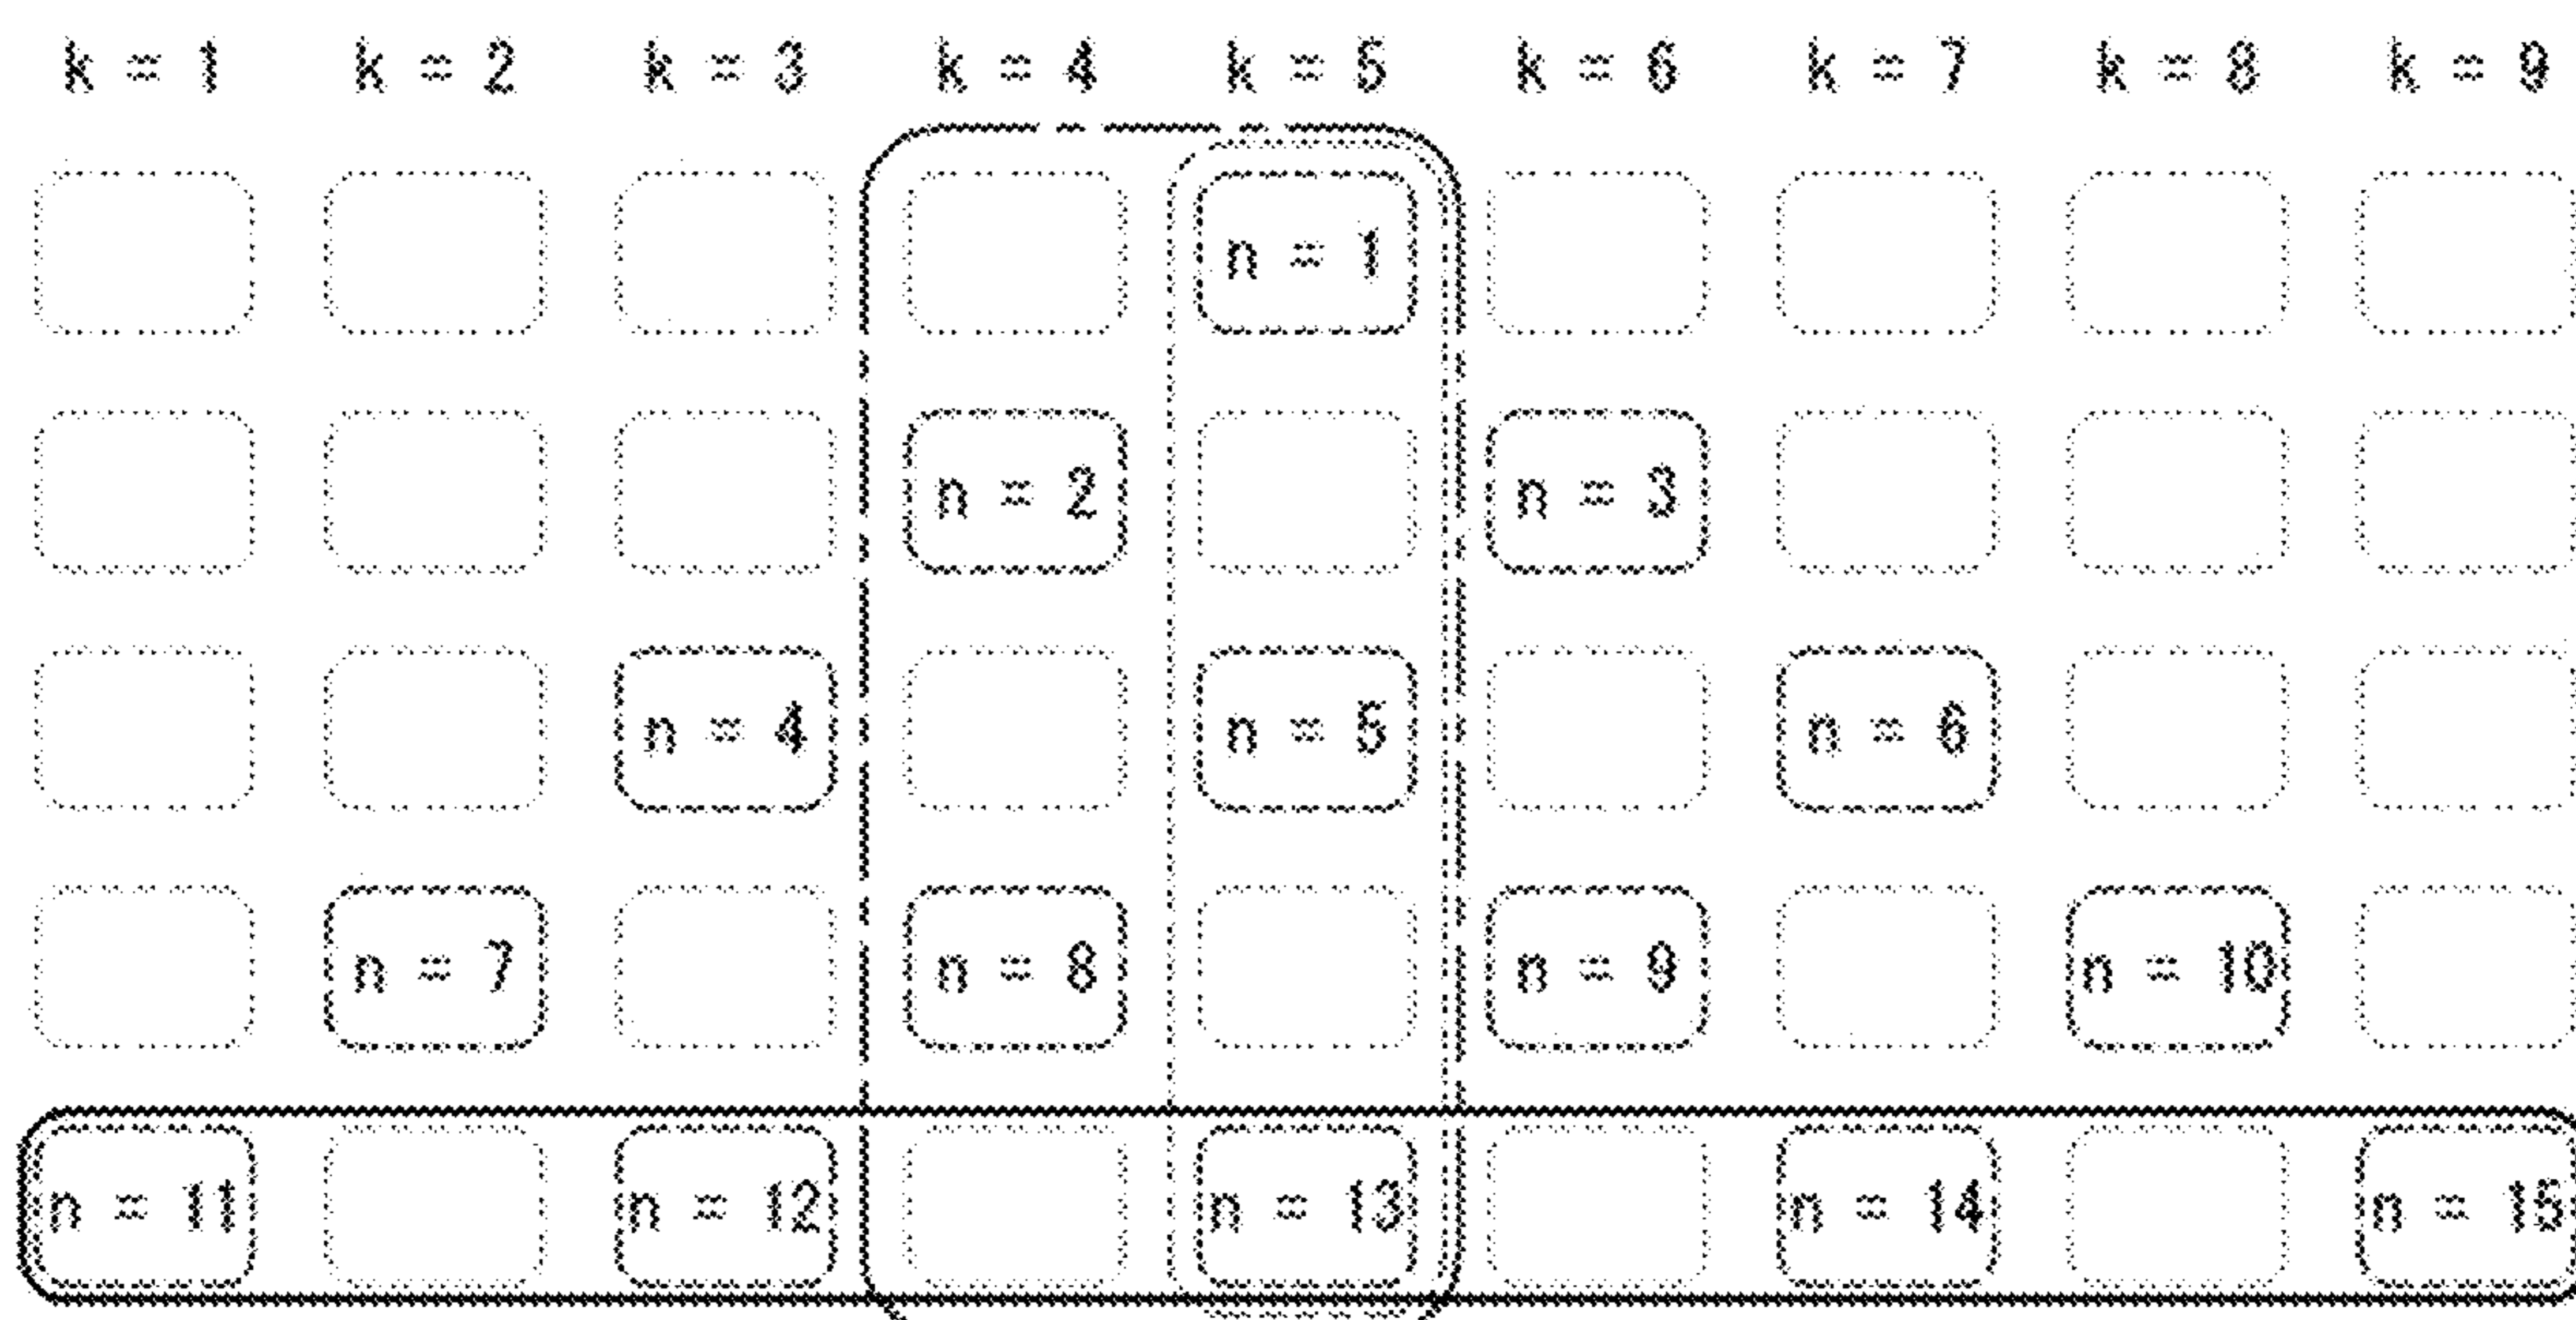 k = 1 k = 2 k = 3 k = 4 k = 5 k = 6 k = 7 k = 8 k = 9
n = 1
n = 2 n = 3
n = 4 n = 5 n = 6
n = 7 n = 8 n = 9 n = 10
n = 11 n = 12 n = 13 n = 14 n = 15